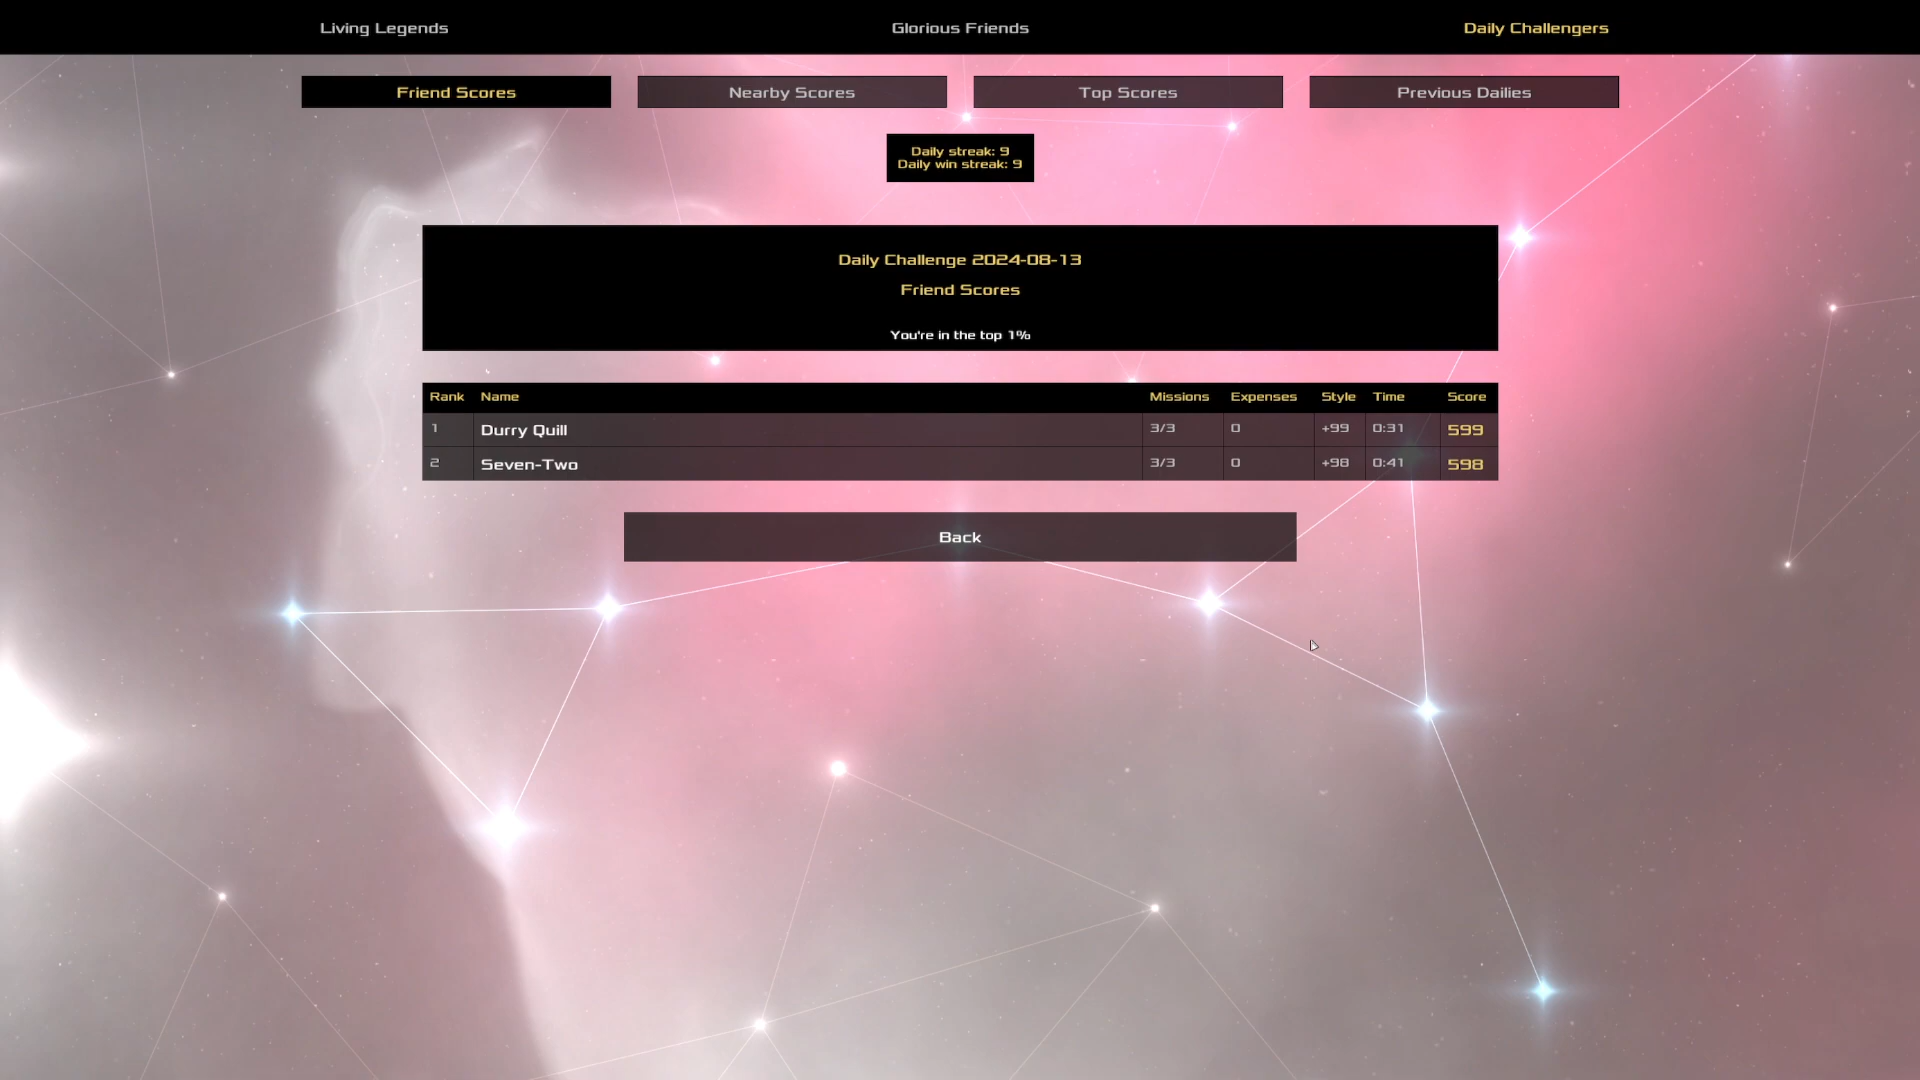 Living Legends
Glorious Friends
Daily Challengers
Friend Scores
Nearby Scores
Top Scores
Previous Dailies
Daily streak: 9
Daily win streak: 9
Daily Challenge 2024-08-13
Friend Scores
You're in the top 1%
Rank Name Missions Expenses Style Time Score
1 Durry Quill 3/3 0 +99 0:31 599
2 Seven-Two 3/3 0 +98 0:41 598
Back